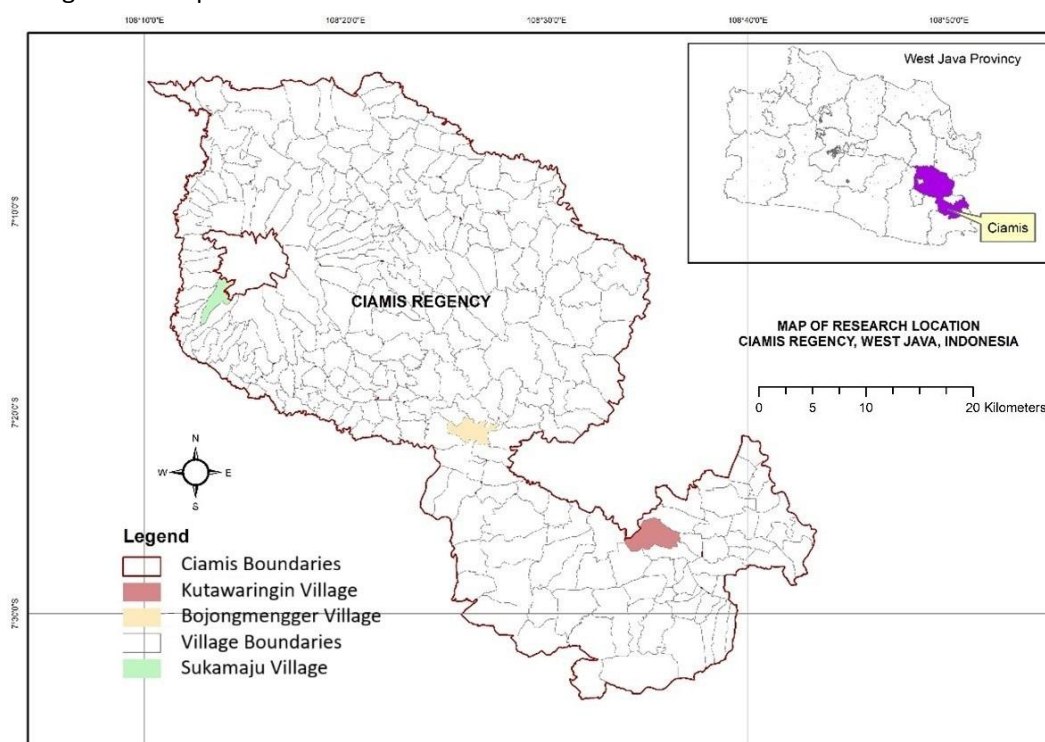 108°10'0"E 108°20'0"E 108°30'0"E 108°40'0"E 108°50'0"E
West Java Provincy
Ciamis
7°10'0"S
CIAMIS REGENCY
MAP OF RESEARCH LOCATION
CIAMIS REGENCY, WEST JAVA, INDONESIA
0 5 10 20 Kilometers
7°20'0"S
N
W E
S
Legend
Ciamis Boundaries
Kutawaringin Village
Bojongmengger Village
Village Boundaries
Sukamaju Village
7°30'0"S